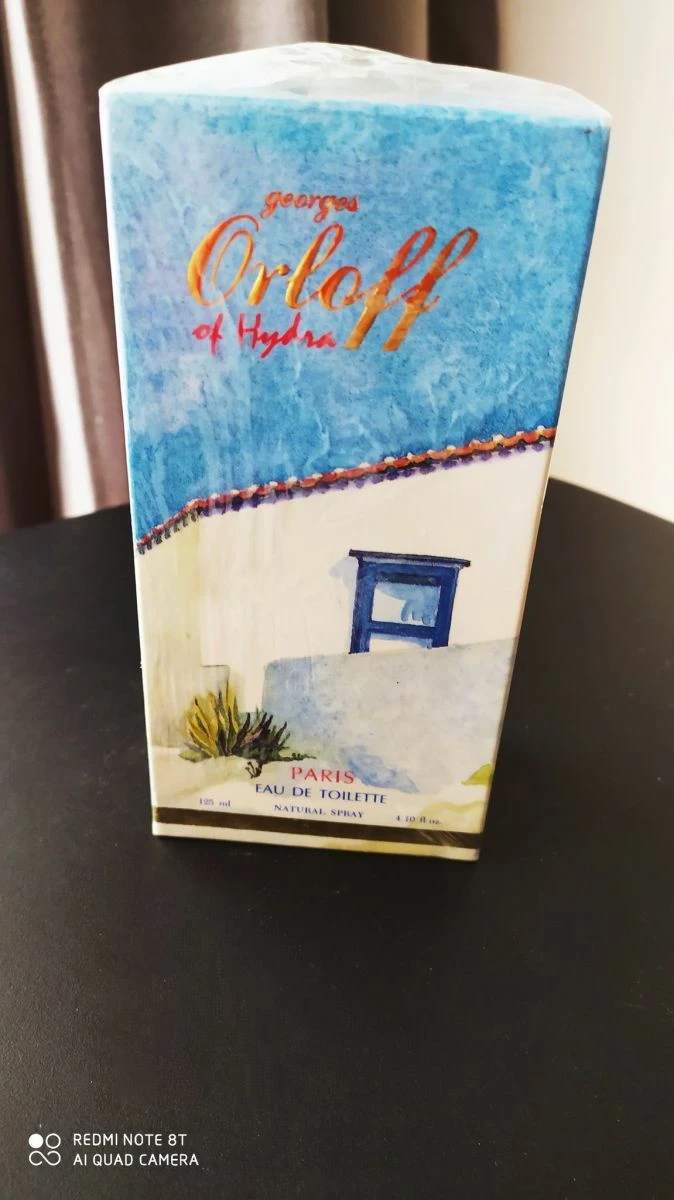 georges
Orloff
of Hydra
PARIS
EAU DE TOILETTE
125 ml NATURAL SPRAY 4.10 fl oz.
REDMI NOTE 8T
AI QUAD CAMERA